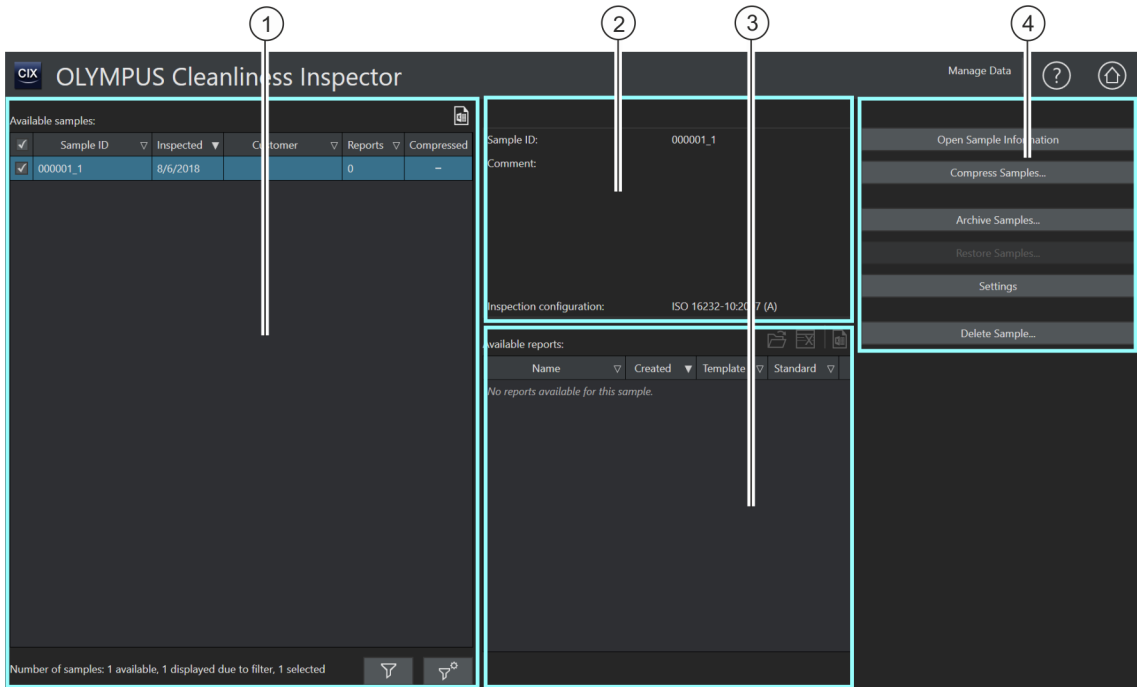 1 2 3 4
CIX OLYMPUS Cleanliness Inspector Manage Data ?
Available samples:
Sample ID Inspected Customer Reports Compressed
000001_1 8/6/2018 0 –
Number of samples: 1 available, 1 displayed due to filter, 1 selected
Sample ID: 000001_1
Comment:
Inspection configuration: ISO 16232-10:2017 (A)
Available reports:
Name Created Template Standard
No reports available for this sample.
Open Sample Information
Compress Samples...
Archive Samples...
Restore Samples...
Settings
Delete Sample...